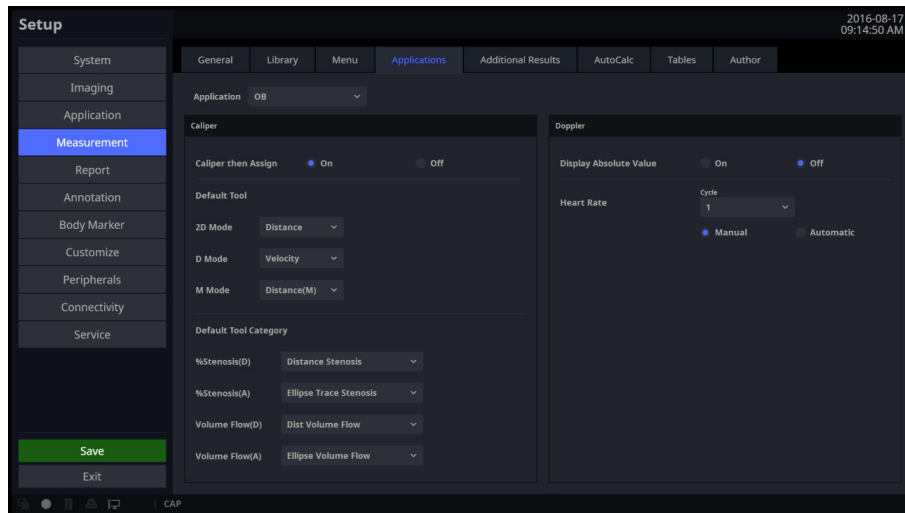 Setup
2016-08-17
09:14:50 AM
System
Imaging
Application
Measurement
Report
Annotation
Body Marker
Customize
Peripherals
Connectivity
Service
Save
Exit
General Library Menu Applications Additional Results AutoCalc Tables Author
Application OB
Caliper
Caliper then Assign On Off
Default Tool
2D Mode Distance
D Mode Velocity
M Mode Distance(M)
Default Tool Category
%Stenosis(D) Distance Stenosis
%Stenosis(A) Ellipse Trace Stenosis
Volume Flow(D) Dist Volume Flow
Volume Flow(A) Ellipse Volume Flow
Doppler
Display Absolute Value On Off
Cycle
Heart Rate 1
Manual Automatic
CAP